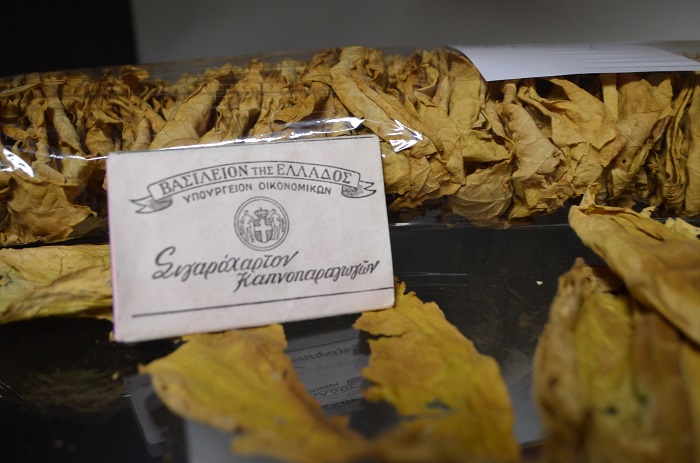 ΒΑΣΙΛΕΙΟΝ ΤΗΣ ΕΛΛΑΔΟΣ
ΥΠΟΥΡΓΕΙΟΝ ΟΙΚΟΝΟΜΙΚΩΝ
Σιγαρόχαρτον
Καπνοπαραγωγών